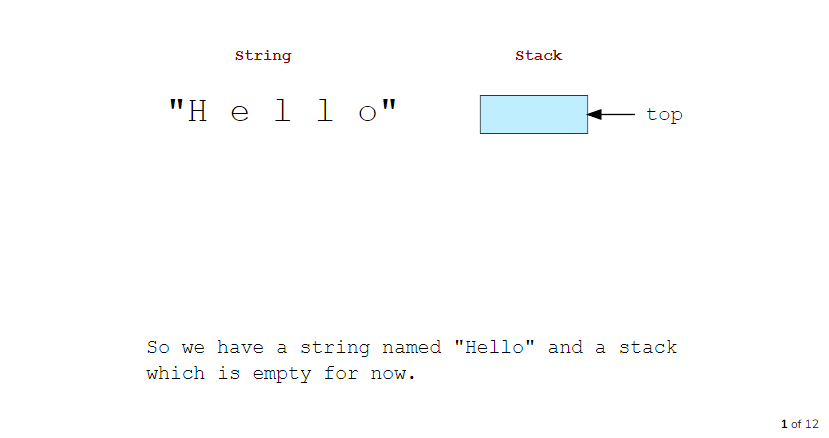 String
Stack
"H e l l o"
top
So we have a string named "Hello" and a stack
which is empty for now.
1 of 12